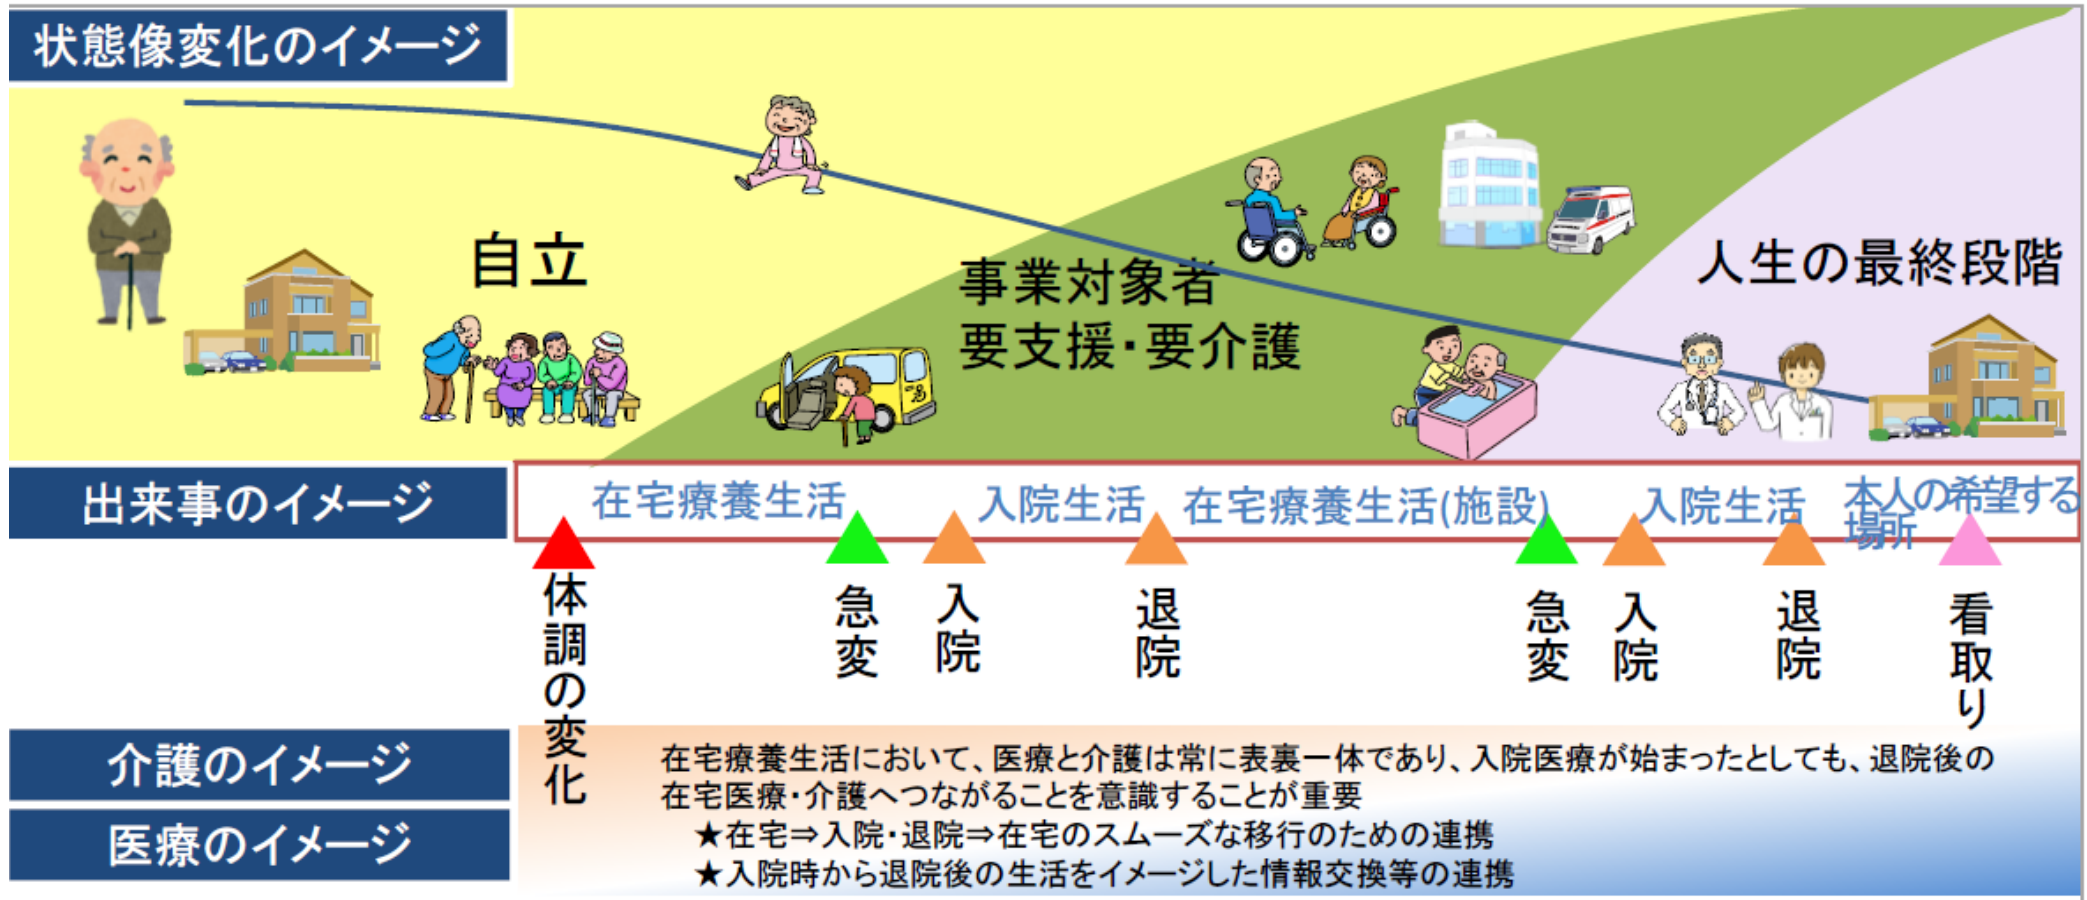 状態像変化のイメージ
自立
事業対象者
要支援・要介護
人生の最終段階
出来事のイメージ
在宅療養生活
入院生活
在宅療養生活(施設)
入院生活
本人の希望する
場所
体調の変化
急変
入院
退院
急変
入院
退院
看取り
介護のイメージ
医療のイメージ
在宅療養生活において、医療と介護は常に表裏一体であり、入院医療が始まったとしても、退院後の
在宅医療・介護へつながることを意識することが重要
★在宅⇒入院・退院⇒在宅のスムーズな移行のための連携
★入院時から退院後の生活をイメージした情報交換等の連携